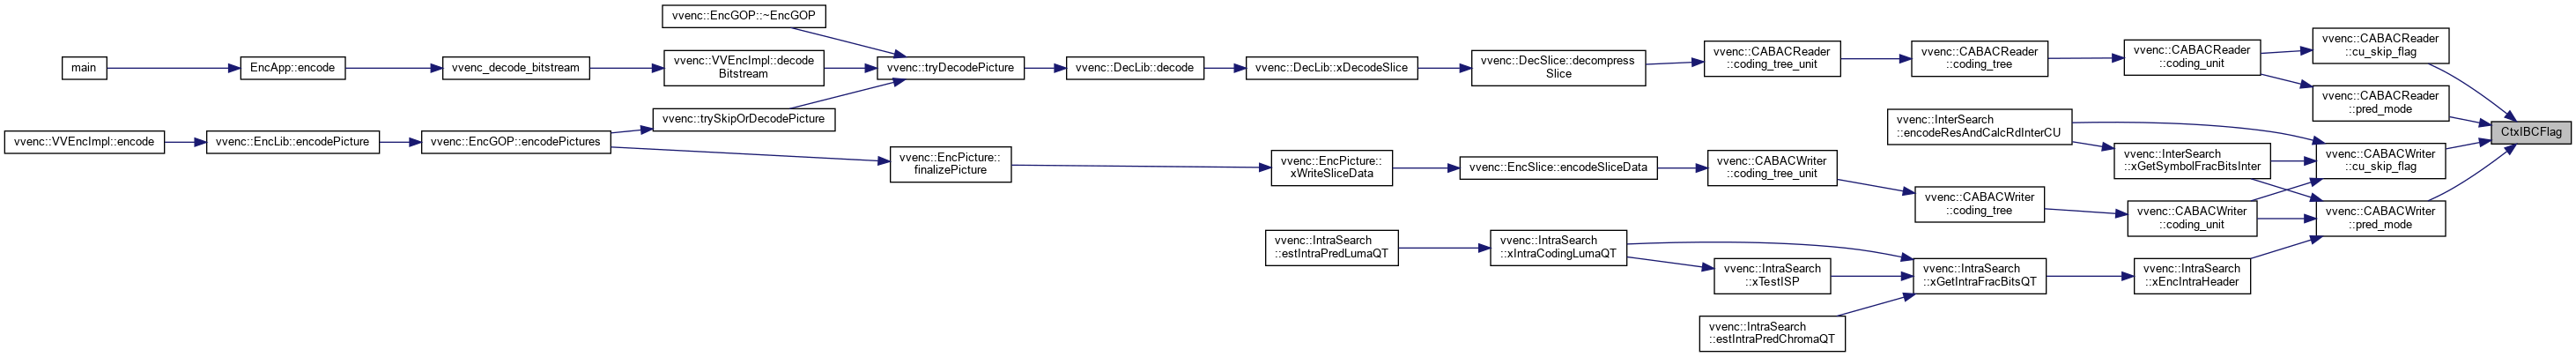 vvenc::EncGOP::~EncGOP
main
EncApp::encode
vvenc_decode_bitstream
vvenc::VVEncImpl::decode
Bitstream
vvenc::tryDecodePicture
vvenc::DecLib::decode
vvenc::DecLib::xDecodeSlice
vvenc::DecSlice::decompress
Slice
vvenc::CABACReader
::coding_tree_unit
vvenc::CABACReader
::coding_tree
vvenc::CABACReader
::coding_unit
vvenc::CABACReader
::cu_skip_flag
vvenc::CABACReader
::pred_mode
CtxIBCFlag
vvenc::trySkipOrDecodePicture
vvenc::VVEncImpl::encode
vvenc::EncLib::encodePicture
vvenc::EncGOP::encodePictures
vvenc::EncPicture::
finalizePicture
vvenc::EncPicture::
xWriteSliceData
vvenc::EncSlice::encodeSliceData
vvenc::CABACWriter
::coding_tree_unit
vvenc::CABACWriter
::coding_tree
vvenc::CABACWriter
::coding_unit
vvenc::InterSearch
::encodeResAndCalcRdInterCU
vvenc::InterSearch
::xGetSymbolFracBitsInter
vvenc::CABACWriter
::cu_skip_flag
vvenc::CABACWriter
::pred_mode
vvenc::IntraSearch
::estIntraPredLumaQT
vvenc::IntraSearch
::xIntraCodingLumaQT
vvenc::IntraSearch
::xTestISP
vvenc::IntraSearch
::xGetIntraFracBitsQT
vvenc::IntraSearch
::xEncIntraHeader
vvenc::IntraSearch
::estIntraPredChromaQT